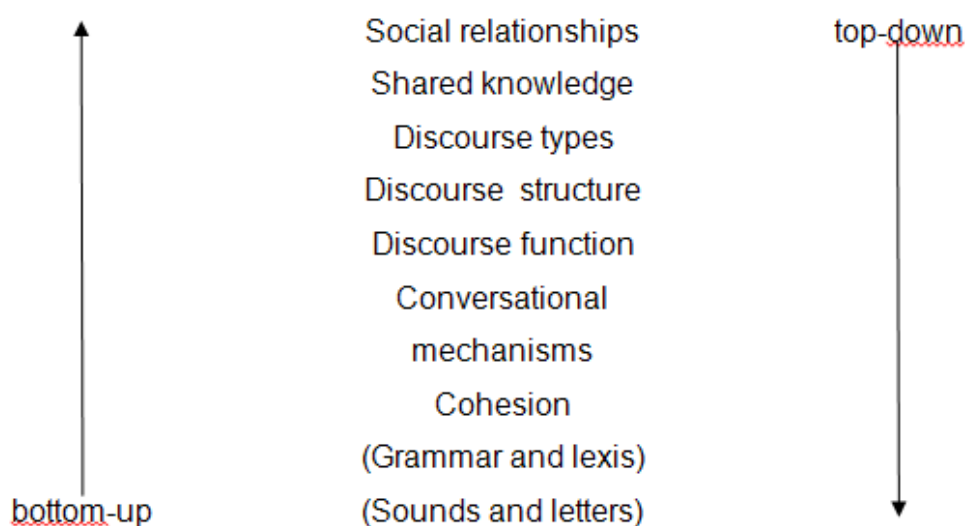 Social relationships top-down
Shared knowledge
Discourse types
Discourse structure
Discourse function
Conversational
mechanisms
Cohesion
(Grammar and lexis)
bottom-up (Sounds and letters)